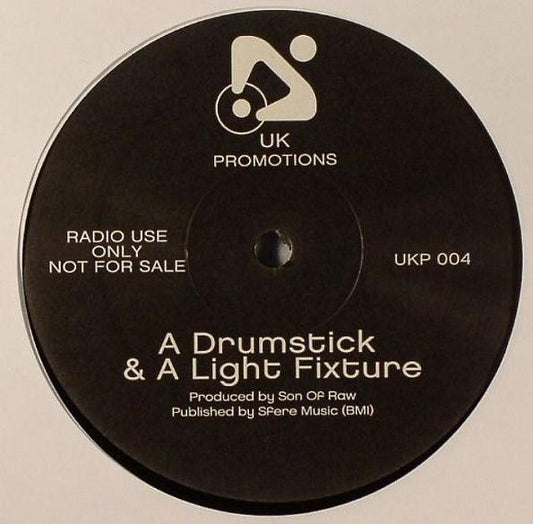 UK
PROMOTIONS
RADIO USE
ONLY
NOT FOR SALE
UKP 004
A Drumstick
& A Light Fixture
Produced by Son Of Raw
Published by Sfere Music (BMI)